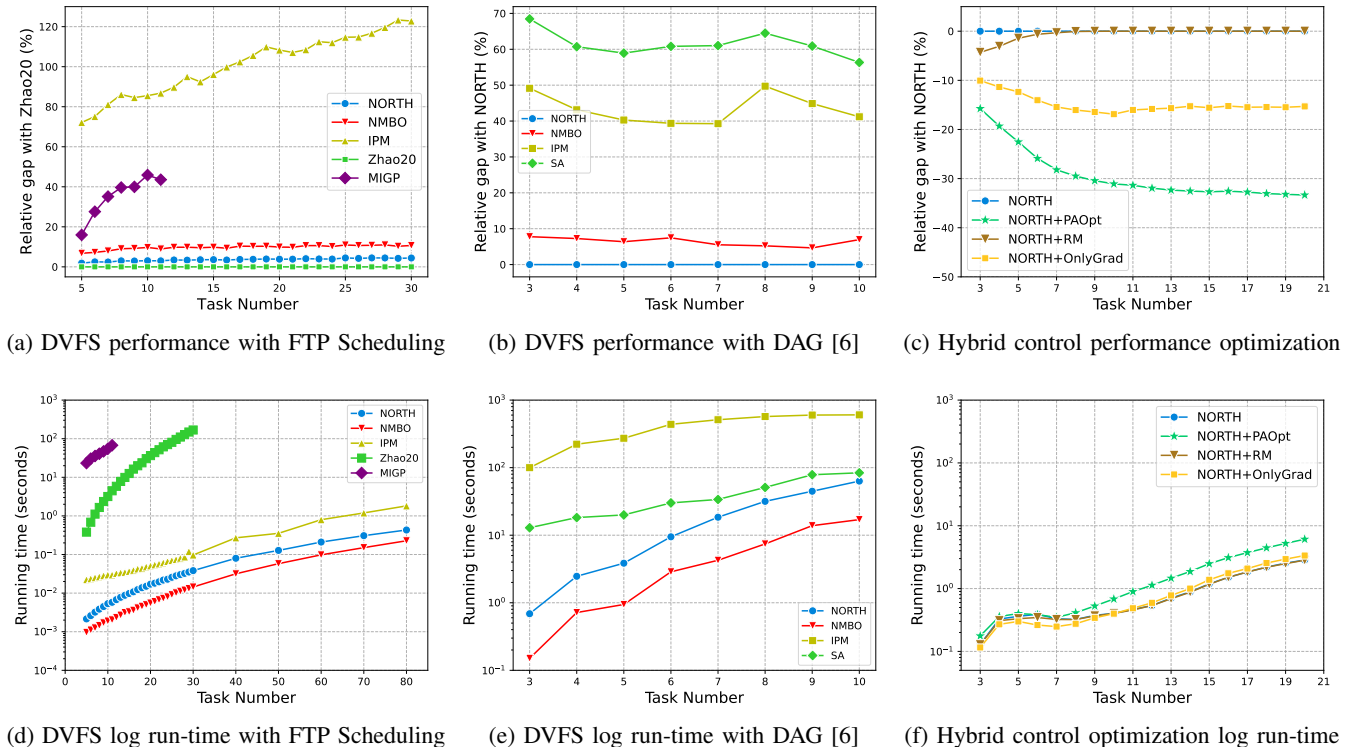 120
100
80
60
40
20
0
Relative gap with Zhao20 (%)
NORTH
NMBO
IPM
Zhao20
MIGP
5 10 15 20 25 30
Task Number
(a) DVFS performance with FTP Scheduling
70
60
50
40
30
20
10
0
Relative gap with NORTH (%)
NORTH
NMBO
IPM
SA
3 4 5 6 7 8 9 10
Task Number
(b) DVFS performance with DAG [6]
0
−10
−20
−30
−40
−50
Relative gap with NORTH (%)
NORTH
NORTH+PAOpt
NORTH+RM
NORTH+OnlyGrad
3 5 7 9 11 13 15 17 19 21
Task Number
(c) Hybrid control performance optimization
10³
10²
10¹
10⁰
10⁻¹
10⁻²
10⁻³
10⁻⁴
Running time (seconds)
NORTH
NMBO
IPM
Zhao20
MIGP
0 10 20 30 40 50 60 70 80
Task Number
(d) DVFS log run-time with FTP Scheduling
10³
10²
10¹
10⁰
10⁻¹
Running time (seconds)
NORTH
NMBO
IPM
SA
3 4 5 6 7 8 9 10
Task Number
(e) DVFS log run-time with DAG [6]
10³
10²
10¹
10⁰
10⁻¹
Running time (seconds)
NORTH
NORTH+PAOpt
NORTH+RM
NORTH+OnlyGrad
3 5 7 9 11 13 15 17 19 21
Task Number
(f) Hybrid control optimization log run-time